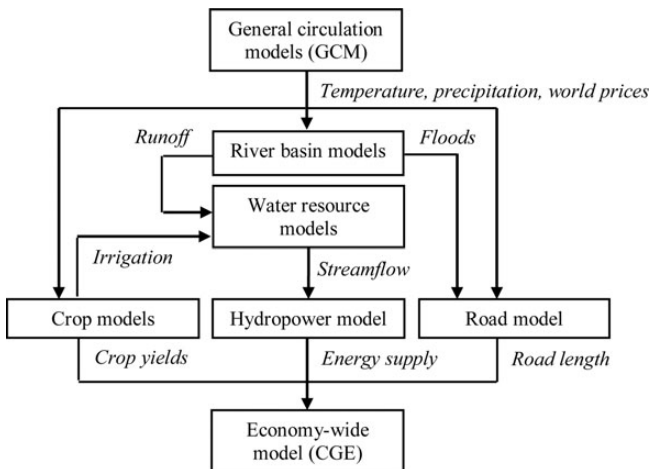 General circulation
models (GCM)
Temperature, precipitation, world prices
Runoff
River basin models
Floods
Water resource
models
Irrigation
Streamflow
Crop models
Hydropower model
Road model
Crop yields
Energy supply
Road length
Economy-wide
model (CGE)